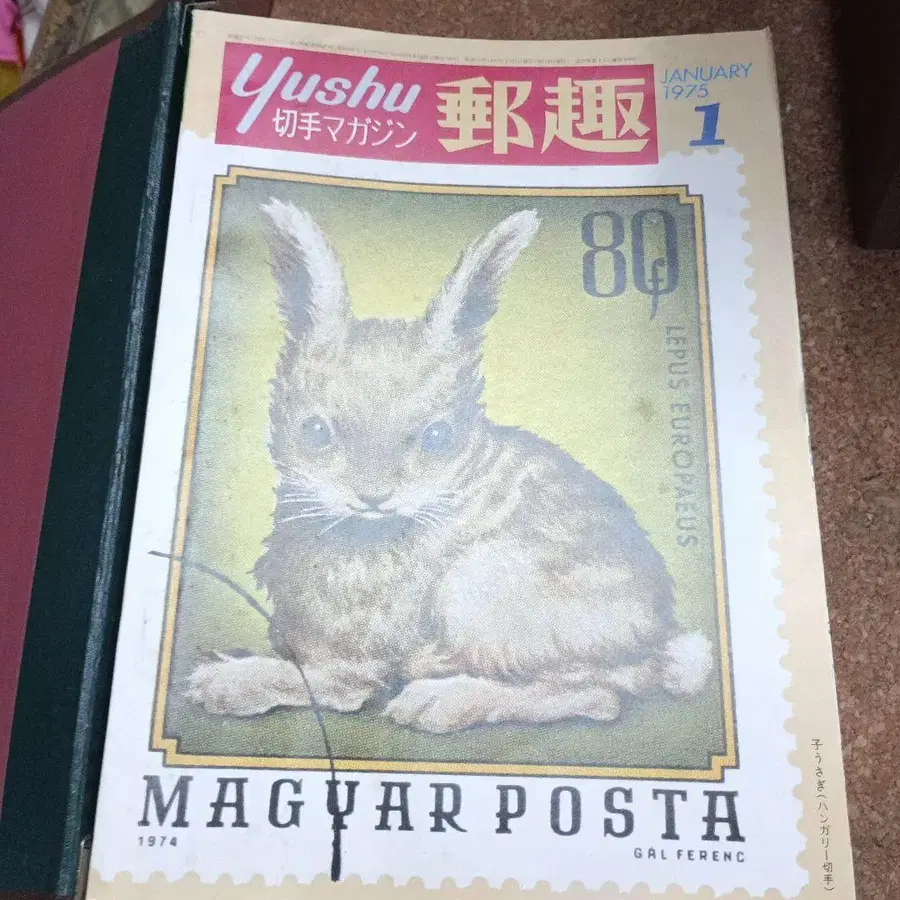 yushu
切手マガジン
郵趣
JANUARY
1975
1
80f
LEPUS EUROPAEUS
MAGYAR POSTA
1974
GÁL FERENC
子うさぎ(ハンガリー切手)